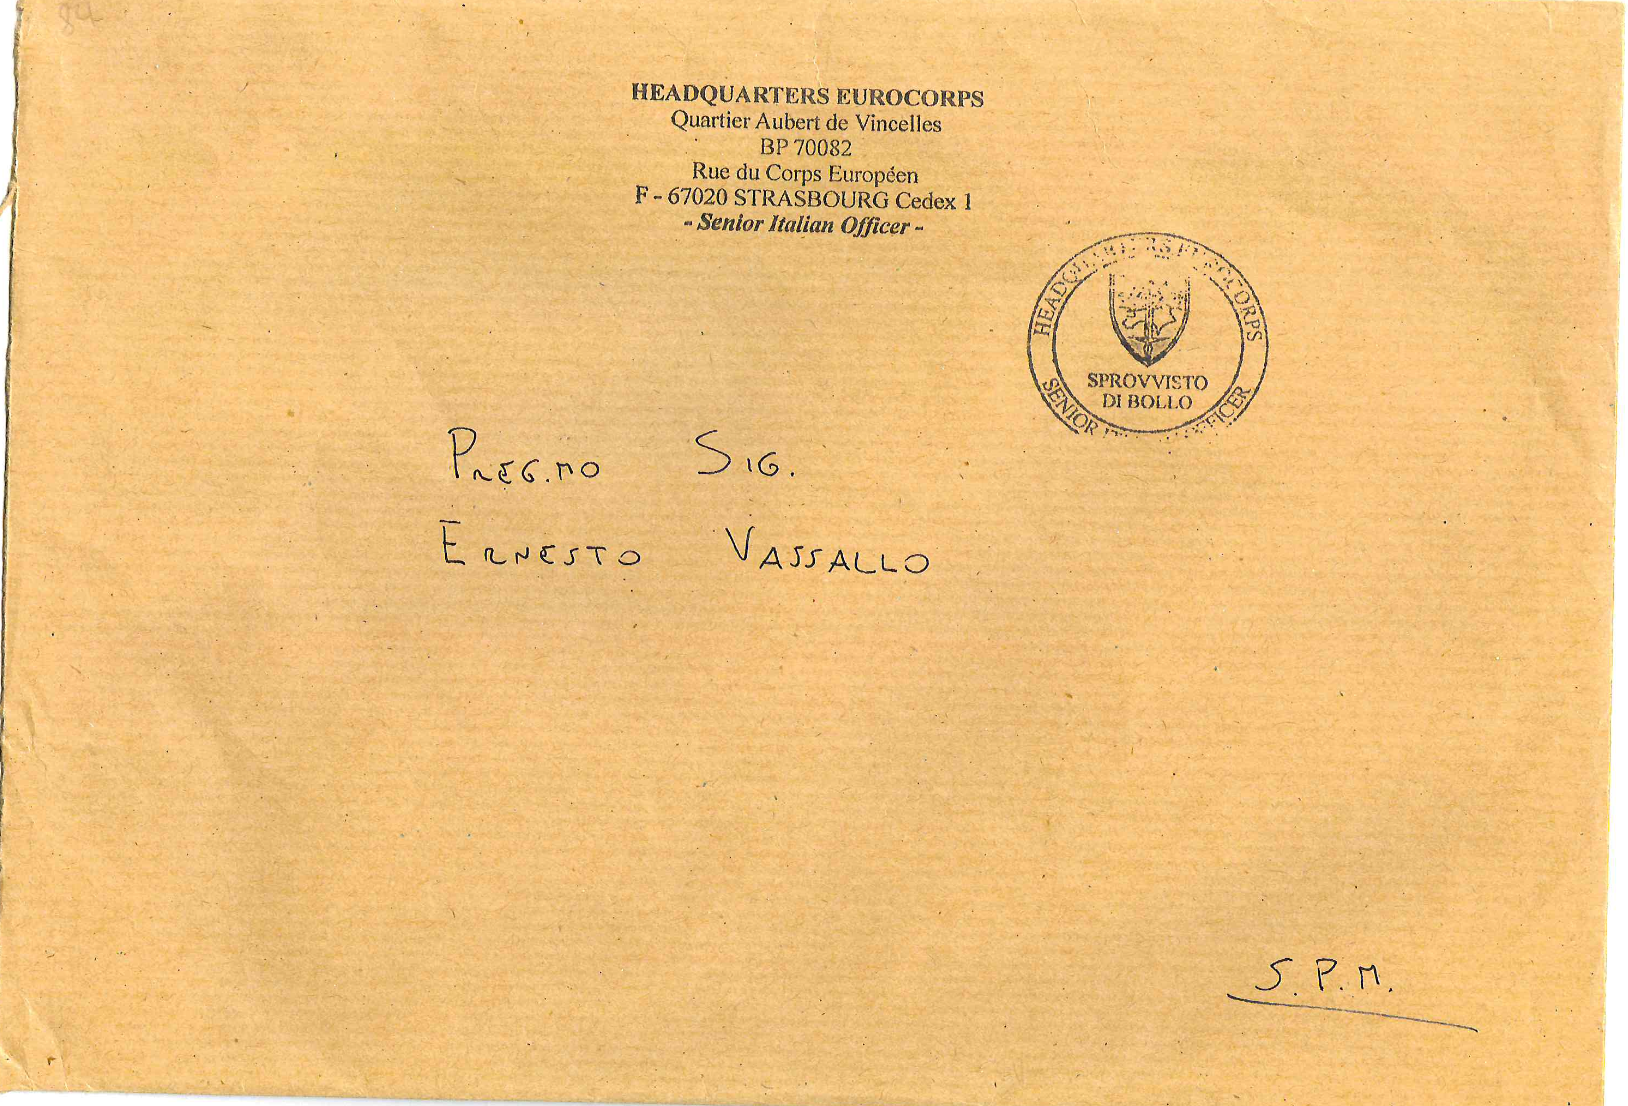 HEADQUARTERS EUROCORPS
Quartier Aubert de Vincelles
BP 70082
Rue du Corps Européen
F - 67020 STRASBOURG Cedex 1
- Senior Italian Officer -
HEADQUARTERS EUROCORPS
SPROVVISTO
DI BOLLO
SENIOR OFFICER
PREG.MO SIG.
ERNESTO VASSALLO
S. P. M.